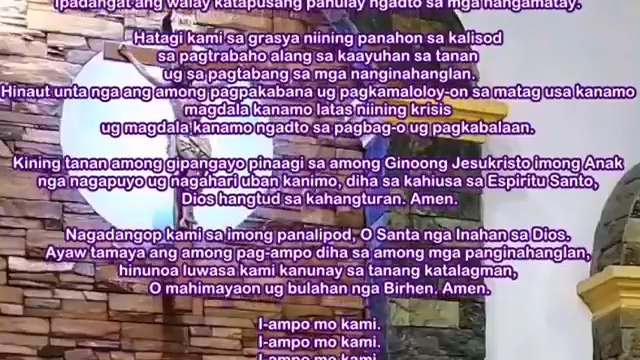 Ipadangat ang walay katapusang pahulay ngadto sa mga nangamatay.
Hatagi kami sa grasya niining panahon sa kalisod
sa pagtrabaho alang sa kaayuhan sa tanan
ug sa pagtabang sa mga nanginahanglan.
Hinaut unta nga ang among pagpakabana ug pagkamaloloy-on sa matag usa kanamo
magdala kanamo latas niining krisis
ug magdala kanamo ngadto sa pagbag-o ug pagkabalaan.
Kining tanan among gipangayo pinaagi sa among Ginoong Jesukristo imong Anak
nga nagapuyo ug nagahari uban kanimo, diha sa kahiusa sa Espiritu Santo,
Dios hangtud sa kahangturan. Amen.
Nagadangop kami sa imong panalipod, O Santa nga Inahan sa Dios.
Ayaw tamaya ang among pag-ampo diha sa among mga panginahanglan,
hinunoa luwasa kami kanunay sa tanang katalagman,
O mahimayaon ug bulahan nga Birhen. Amen.
I-ampo mo kami.
I-ampo mo kami.
I-ampo mo kami.